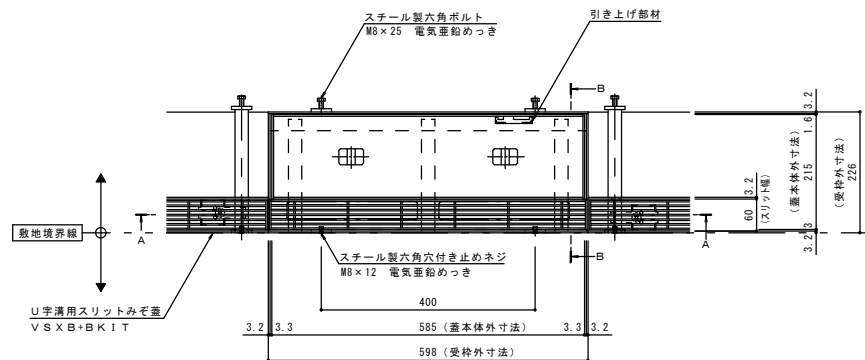 スチール製六角ボルト
M8×25 電気亜鉛めっき
引き上げ部材
B
3.2
1.6
215
(蓋本体外寸法)
226
(受枠外寸法)
3.2
60
(スリット幅)
3
3.2
A
A
敷地境界線
B
スチール製六角穴付き止めネジ
M8×12 電気亜鉛めっき
400
U字溝用スリットみぞ蓋
VSXB+BKIT
3.2 3.3 585(蓋本体外寸法) 3.3 3.2
598(受枠外寸法)